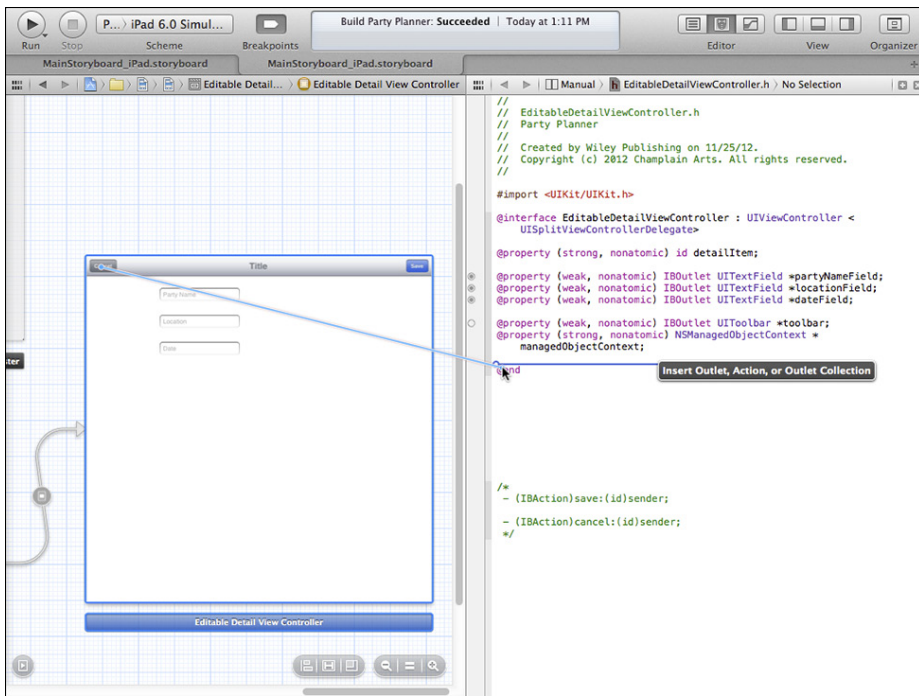 P... iPad 6.0 Simul...
Build Party Planner: Succeeded | Today at 1:11 PM
Run Stop Scheme Breakpoints Editor View Organizer
MainStoryboard_iPad.storyboard MainStoryboard_iPad.storyboard
Editable Detail... Editable Detail View Controller
Manual EditableDetailViewController.h No Selection
//
// EditableDetailViewController.h
// Party Planner
//
// Created by Wiley Publishing on 11/25/12.
// Copyright (c) 2012 Champlain Arts. All rights reserved.
//
#import <UIKit/UIKit.h>
@interface EditableDetailViewController : UIViewController <
UISplitViewControllerDelegate>
@property (strong, nonatomic) id detailItem;
@property (weak, nonatomic) IBOutlet UITextField *partyNameField;
@property (weak, nonatomic) IBOutlet UITextField *locationField;
@property (weak, nonatomic) IBOutlet UITextField *dateField;
@property (weak, nonatomic) IBOutlet UIToolbar *toolbar;
@property (strong, nonatomic) NSManagedObjectContext *
managedObjectContext;
@end
Insert Outlet, Action, or Outlet Collection
/*
- (IBAction)save:(id)sender;
- (IBAction)cancel:(id)sender;
*/
Title Save
Party Name
Location
Date
ster
Editable Detail View Controller